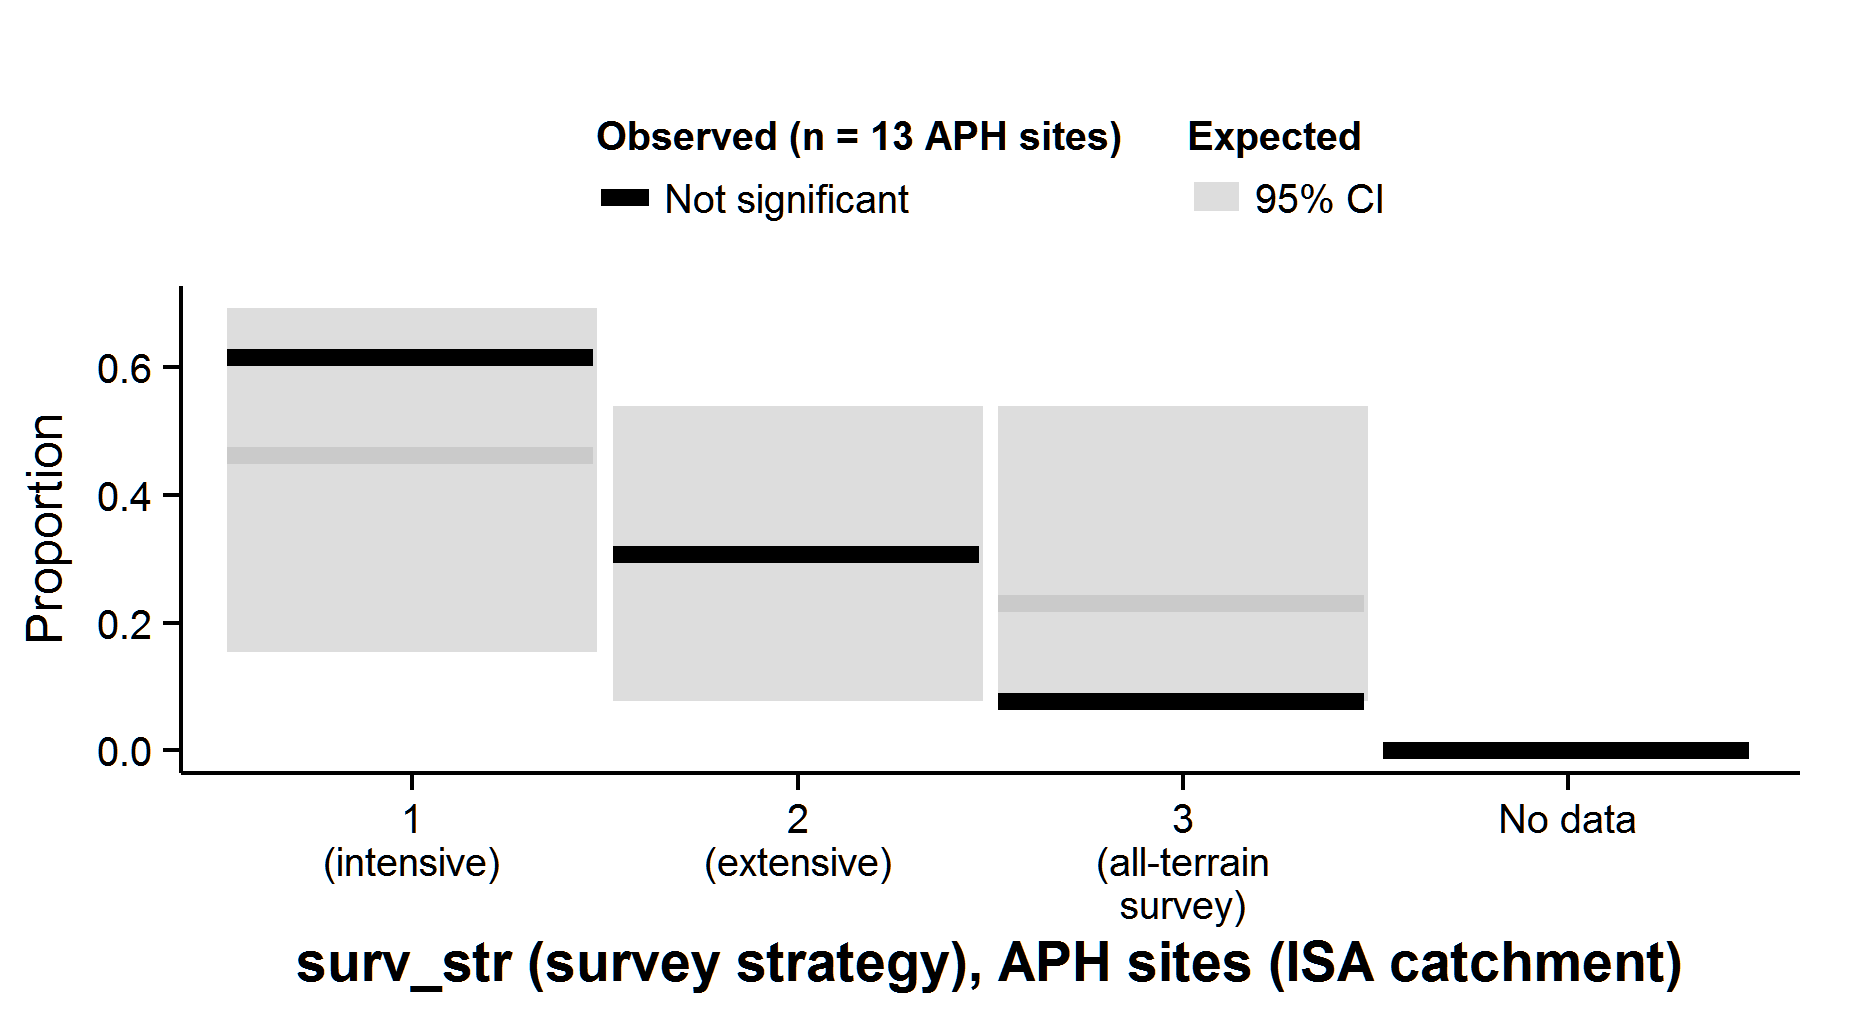 Observed (n = 13 APH sites) Expected
Not significant 95% CI
Proportion
0.6
0.4
0.2
0.0
1 2 3 No data
(intensive) (extensive) (all-terrain
survey)
surv_str (survey strategy), APH sites (ISA catchment)